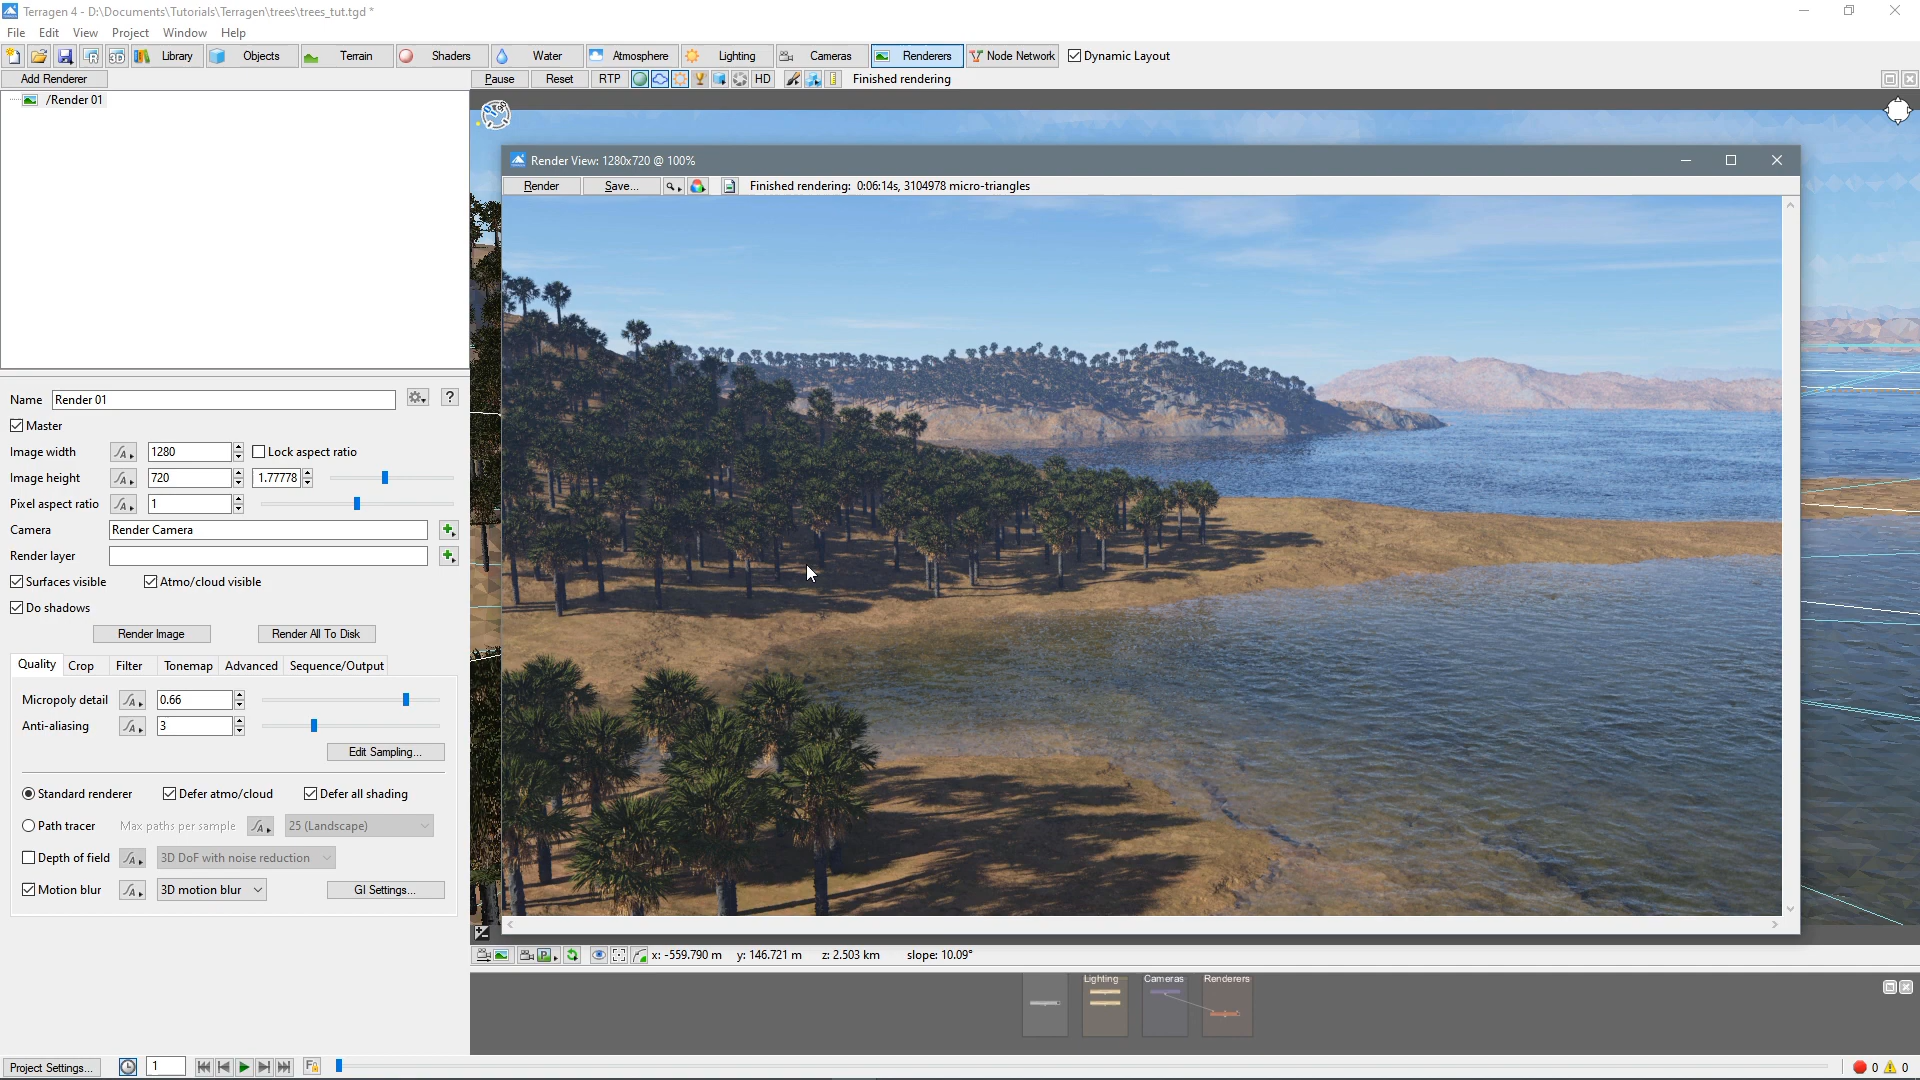 Terragen 4 - D:\Documents\Tutorials\Terragen\trees\trees_tut.tgd *
File Edit View Project Window Help
Library Objects Terrain Shaders Water Atmosphere Lighting Cameras Renderers Node Network Dynamic Layout
Add Renderer Pause Reset RTP HD Finished rendering
/Render 01
Render View: 1280x720 @ 100%
Render Save... Finished rendering: 0:06:14s, 3104978 micro-triangles
Name Render 01 ?
Master
Image width 1280 Lock aspect ratio
Image height 720 1.77778
Pixel aspect ratio 1
Camera Render Camera
Render layer
Surfaces visible Atmo/cloud visible
Do shadows
Render Image Render All To Disk
Quality Crop Filter Tonemap Advanced Sequence/Output
Micropoly detail 0.66
Anti-aliasing 3
Edit Sampling...
Standard renderer Defer atmo/cloud Defer all shading
Path tracer Max paths per sample 25 (Landscape)
Depth of field 3D DoF with noise reduction
Motion blur 3D motion blur GI Settings...
x: -559.790 m y: 146.721 m z: 2.503 km slope: 10.09°
Lighting Cameras Renderers
Project Settings... 1 0 0